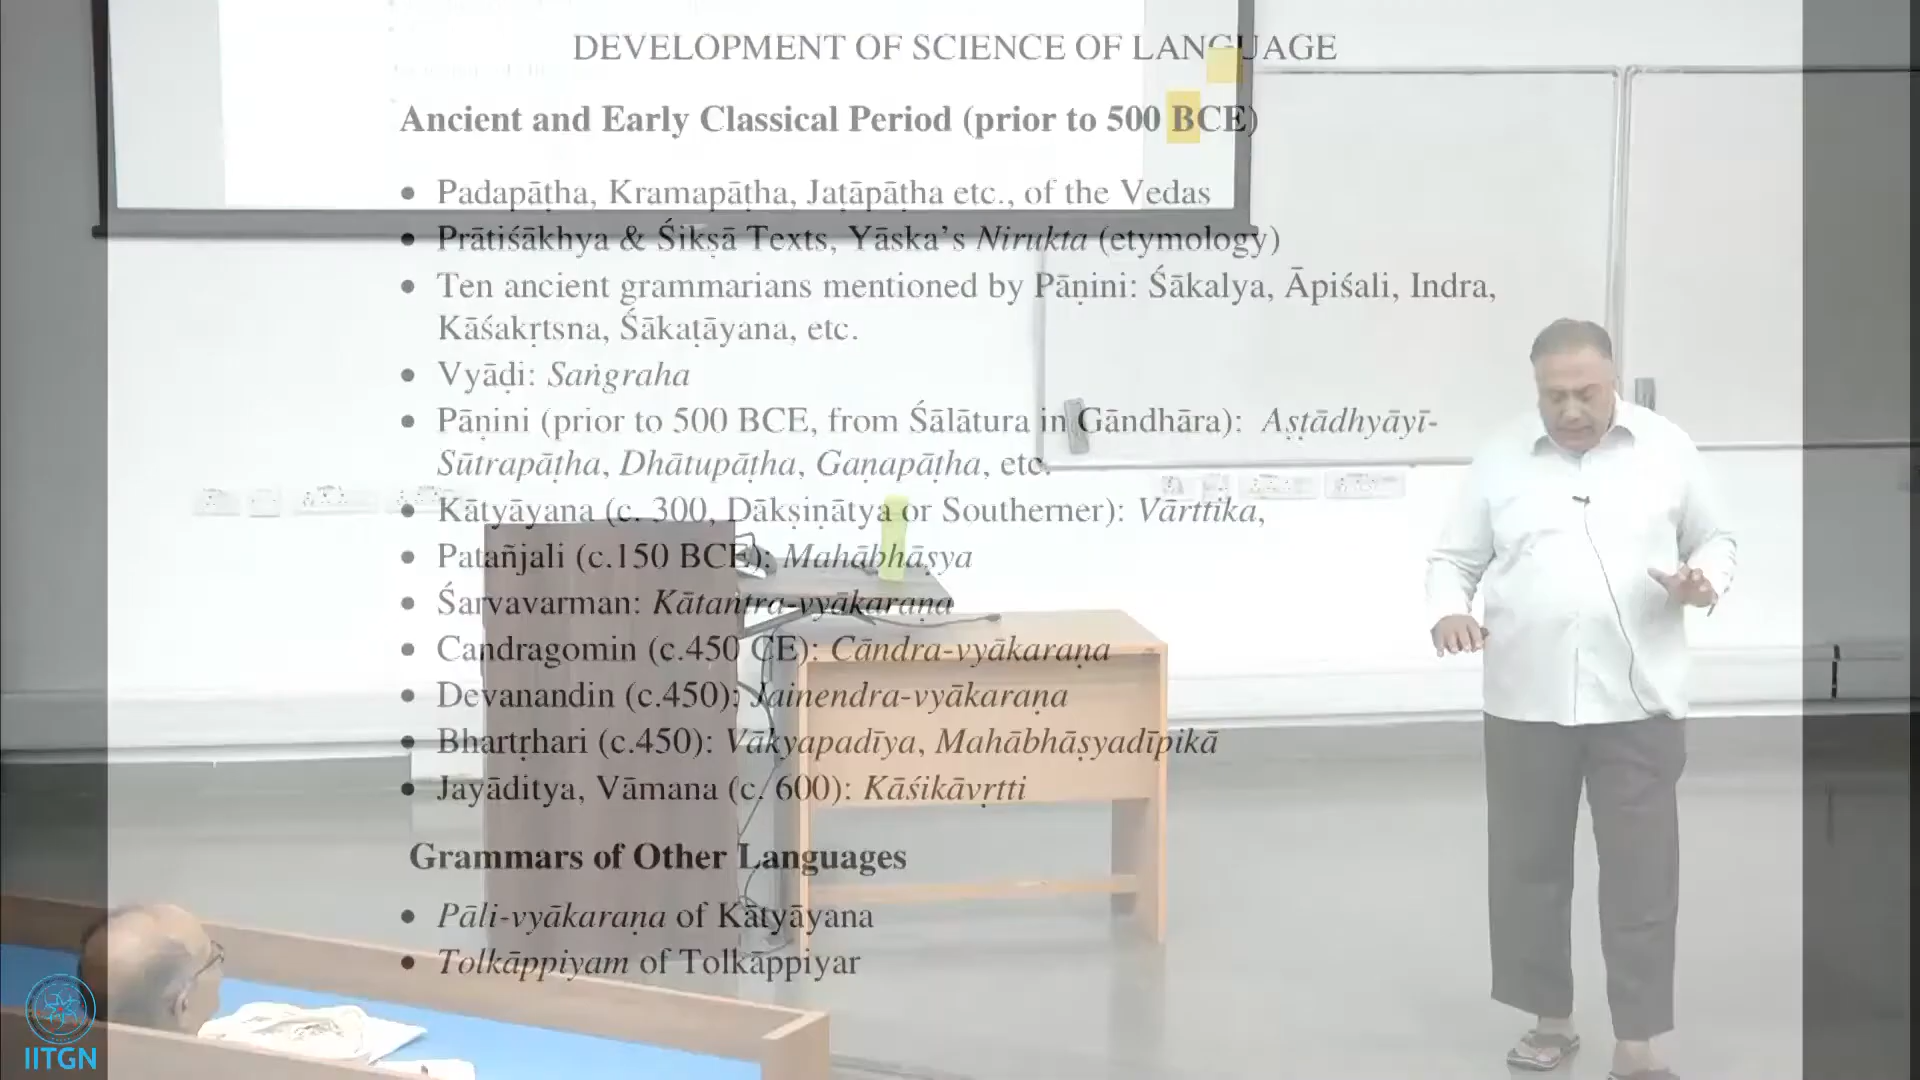 DEVELOPMENT OF SCIENCE OF LANGUAGE
Ancient and Early Classical Period (prior to 500 BCE)
• Padapāṭha, Kramapāṭha, Jaṭāpāṭha etc., of the Vedas
• Prātiśākhya & Śikṣā Texts, Yāska's Nirukta (etymology)
• Ten ancient grammarians mentioned by Pāṇini: Śākalya, Āpiśali, Indra,
Kāśakṛtsna, Śākaṭāyana, etc.
• Vyāḍi: Saṅgraha
• Pāṇini (prior to 500 BCE, from Śālātura in Gāndhāra): Aṣṭādhyāyī-
Sūtrapāṭha, Dhātupāṭha, Gaṇapāṭha, etc.
• Kātyāyana (c. 300, Dākṣiṇātya or Southerner): Vārttika,
• Patañjali (c.150 BCE): Mahābhāṣya
• Śarvavarman: Kātantra-vyākaraṇa
• Candragomin (c.450 CE): Cāndra-vyākaraṇa
• Devanandin (c.450): Jainendra-vyākaraṇa
• Bhartṛhari (c.450): Vākyapadīya, Mahābhāṣyadīpikā
• Jayāditya, Vāmana (c. 600): Kāśikāvṛtti
Grammars of Other Languages
• Pāli-vyākaraṇa of Kātyāyana
• Tolkāppiyam of Tolkāppiyar
IITGN